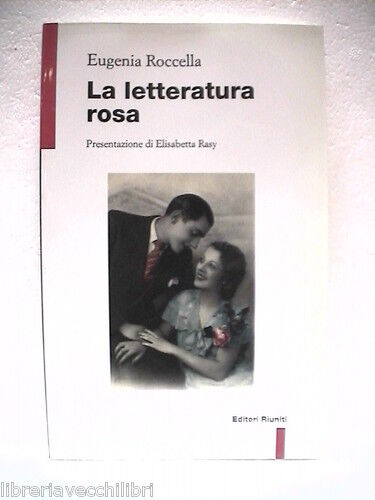 Eugenia Roccella
La letteratura
rosa
Presentazione di Elisabetta Rasy
Editori Riuniti
libreriavecchilibri